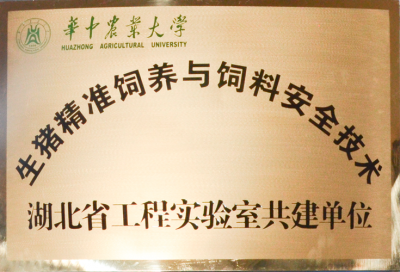 华中农业大学
HUAZHONG AGRICULTURAL UNIVERSITY
生猪精准饲养与饲料安全技术
湖北省工程实验室共建单位